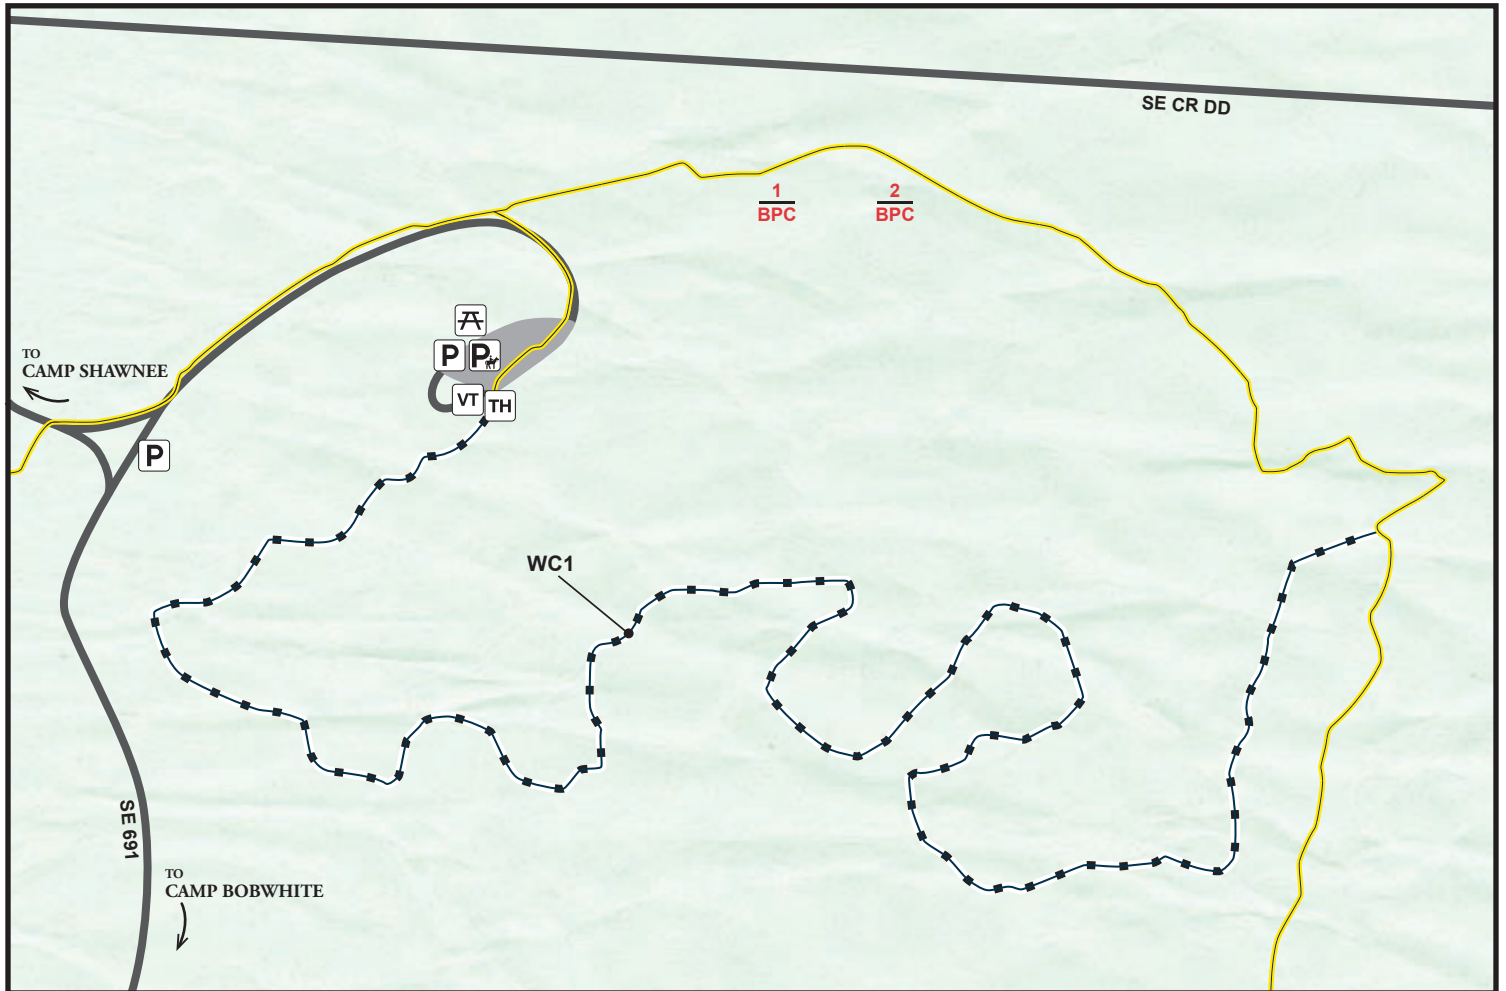 SE CR DD
1
BPC
2
BPC
TO
CAMP SHAWNEE
P
P
VT
TH
P
WC1
SE 691
TO
CAMP BOBWHITE